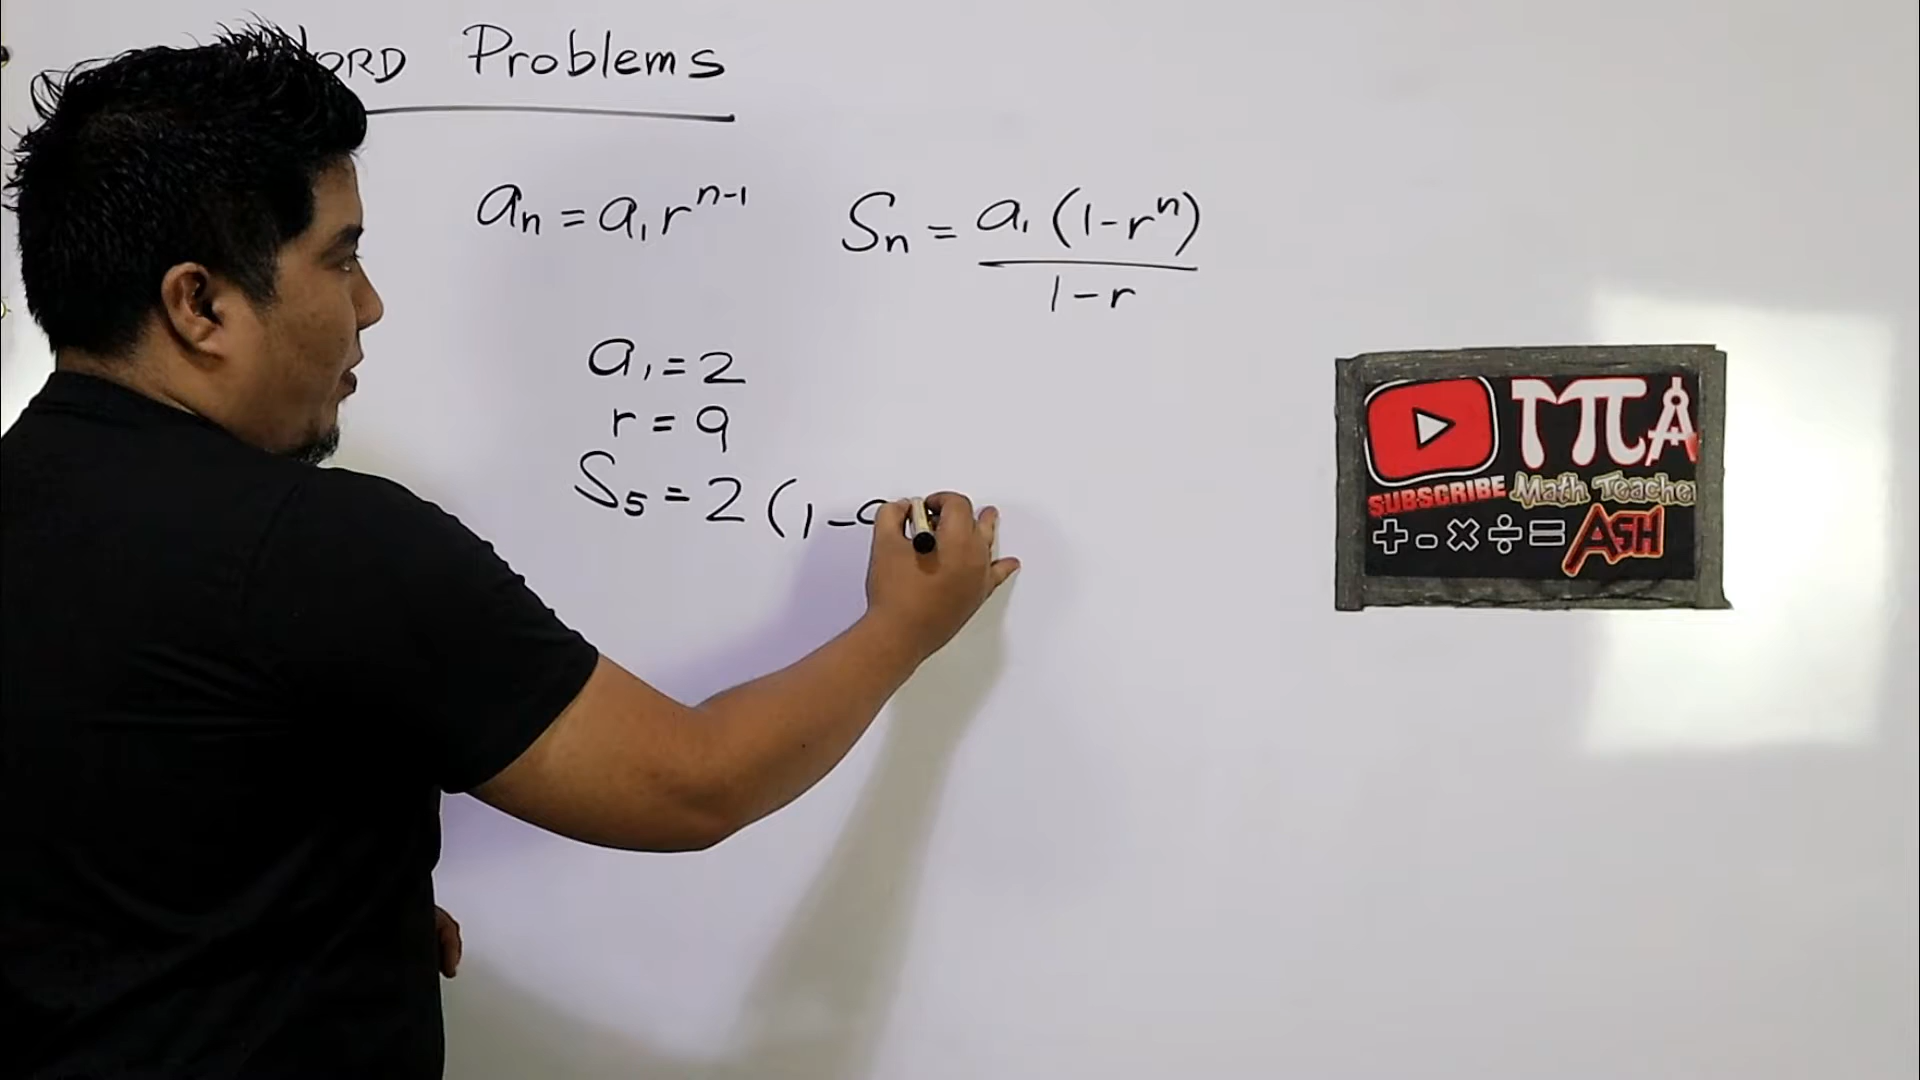 ORD Problems
aₙ = a₁ rⁿ⁻¹
Sₙ = a₁ (1-rⁿ) / 1-r
a₁ = 2
r = 9
S₅ = 2 (1-9
SUBSCRIBE
Math Teacher
+ - × ÷ =
ASH